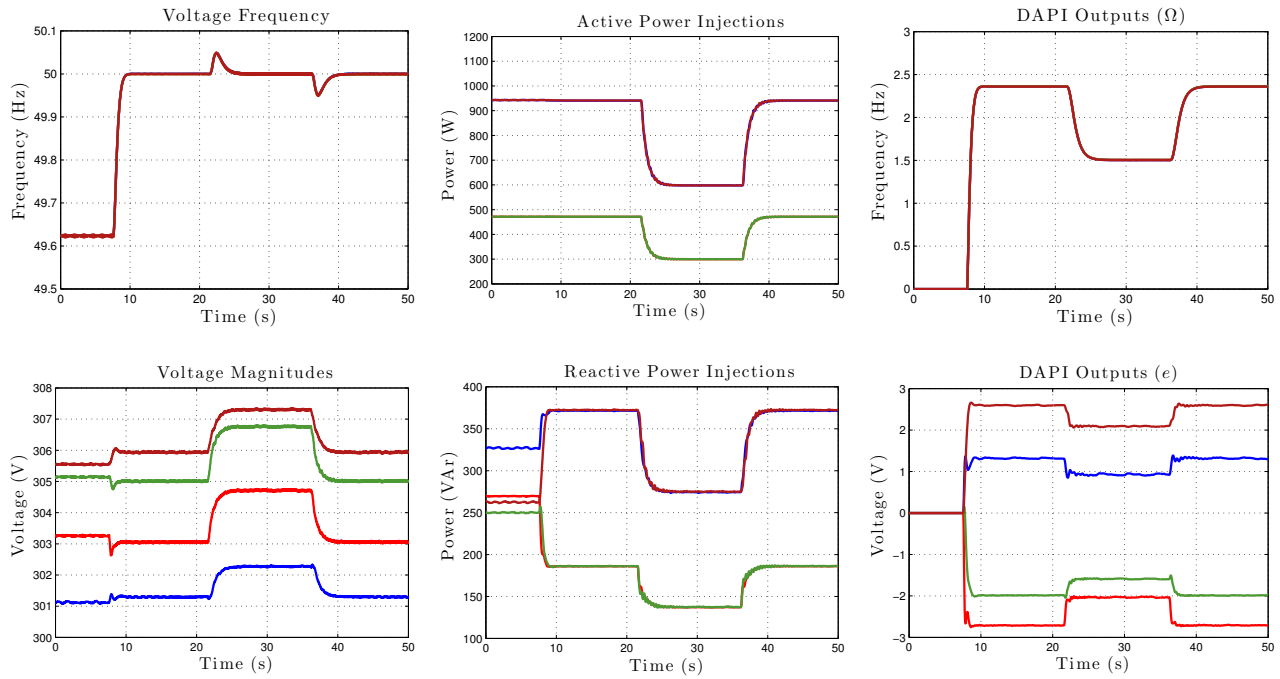 Voltage Frequency
50.1
50
49.9
49.8
49.7
49.6
49.5
Frequency (Hz)
0 10 20 30 40 50
Time (s)
Active Power Injections
1200
1100
1000
900
800
700
600
500
400
300
200
Power (W)
0 10 20 30 40 50
Time (s)
DAPI Outputs (Ω)
3
2.5
2
1.5
1
0.5
0
Frequency (Hz)
0 10 20 30 40 50
Time (s)
Voltage Magnitudes
308
307
306
305
304
303
302
301
300
Voltage (V)
0 10 20 30 40 50
Time (s)
Reactive Power Injections
400
350
300
250
200
150
100
Power (VAr)
0 10 20 30 40 50
Time (s)
DAPI Outputs (e)
3
2
1
0
−1
−2
−3
Voltage (V)
0 10 20 30 40 50
Time (s)